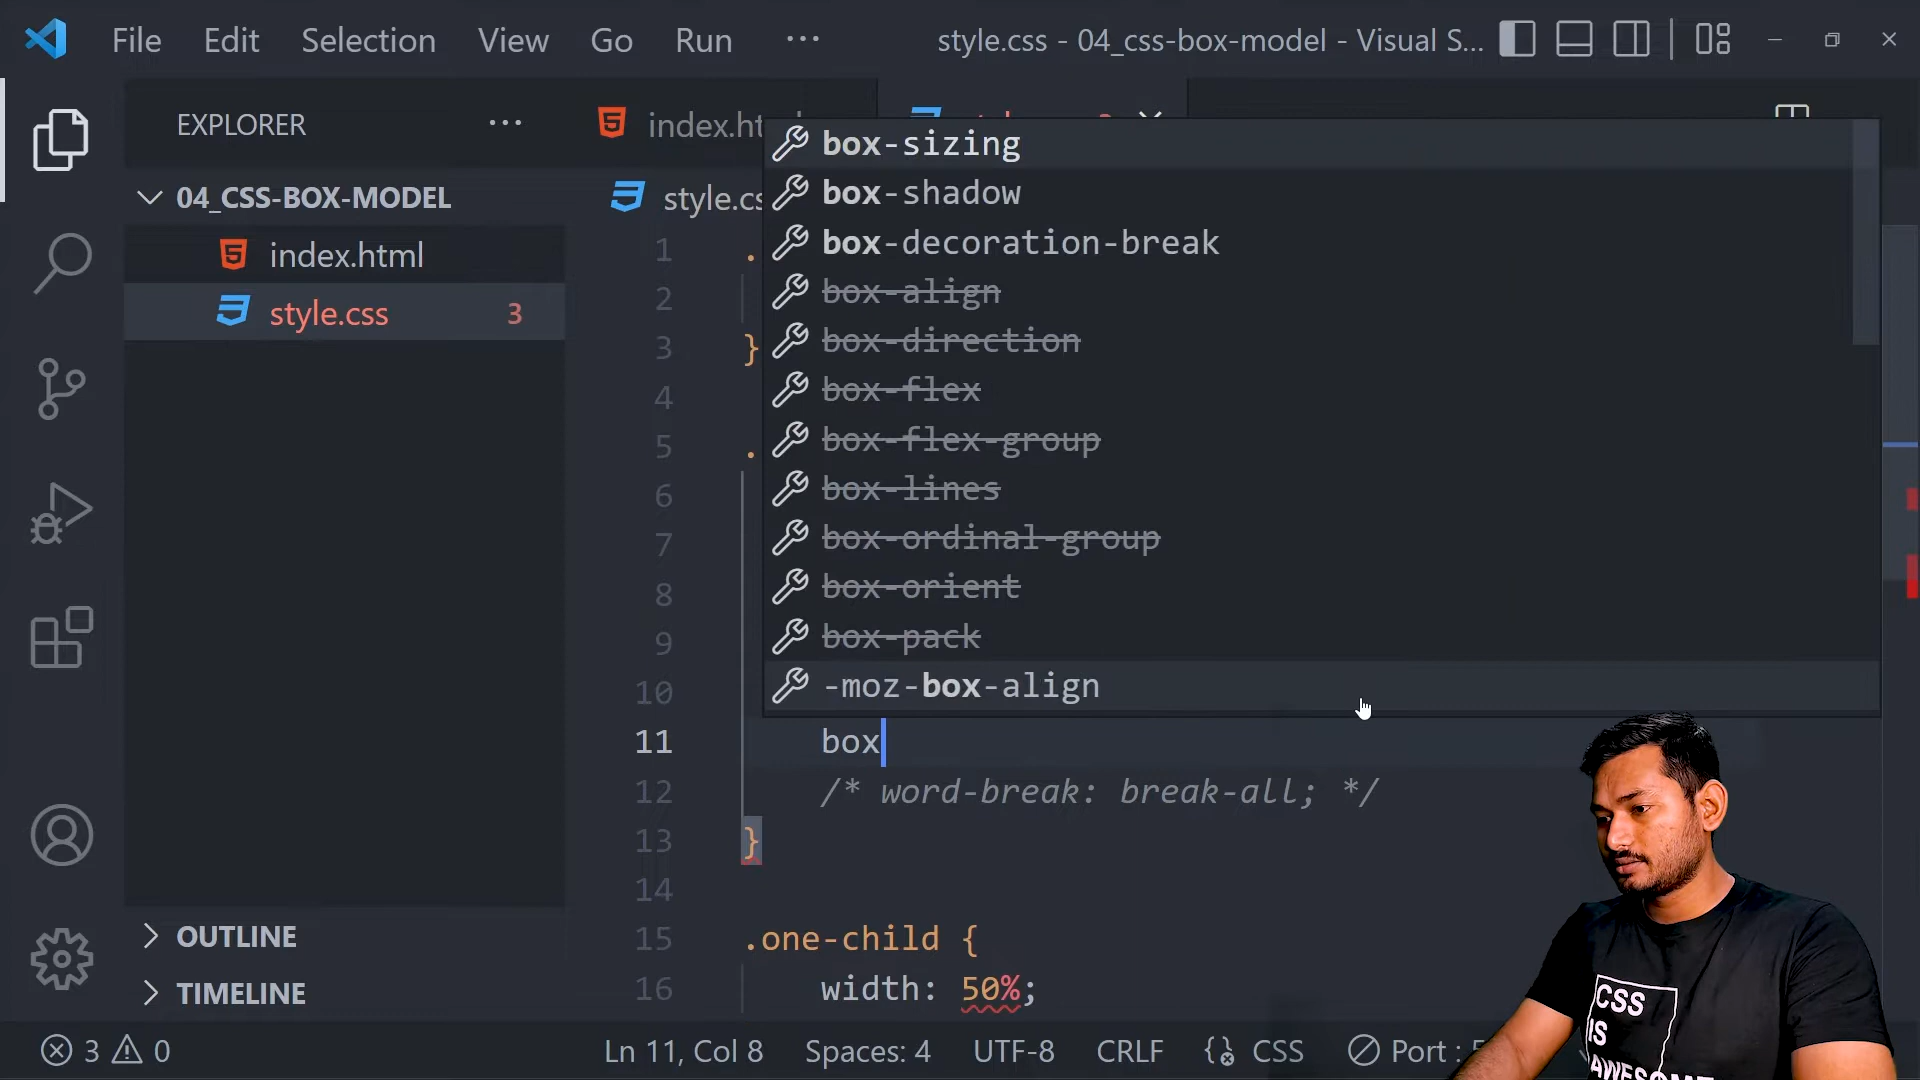 File Edit Selection View Go Run ··· style.css - 04_css-box-model - Visual S...
EXPLORER ···
04_CSS-BOX-MODEL
index.html
style.css 3
OUTLINE
TIMELINE
index.ht
style.cs
box-sizing
box-shadow
box-decoration-break
box-align
box-direction
box-flex
box-flex-group
box-lines
box-ordinal-group
box-orient
box-pack
-moz-box-align
1 .
2
3 }
4
5 .
6
7
8
9
10
11 box
12 /* word-break: break-all; */
13 }
14
15 .one-child {
16 width: 50%;
3 0 Ln 11, Col 8 Spaces: 4 UTF-8 CRLF CSS Port : 5
CSS
IS
AWESOME